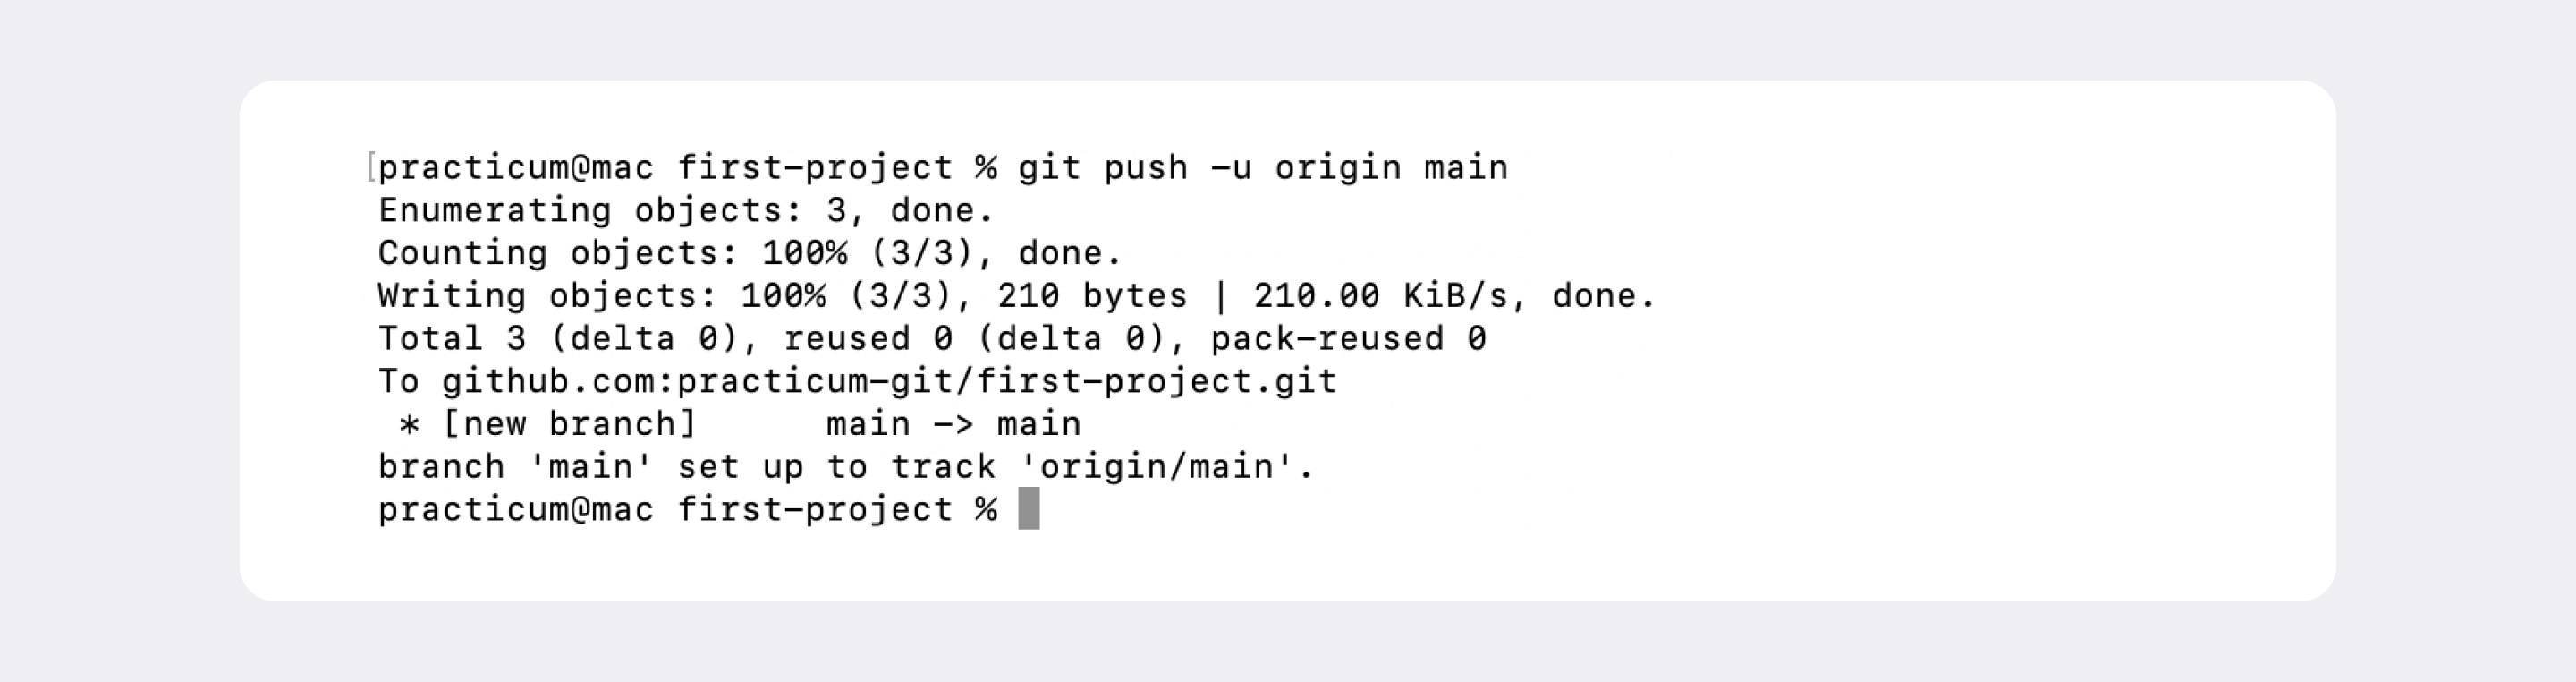 [practicum@mac first-project % git push -u origin main
Enumerating objects: 3, done.
Counting objects: 100% (3/3), done.
Writing objects: 100% (3/3), 210 bytes | 210.00 KiB/s, done.
Total 3 (delta 0), reused 0 (delta 0), pack-reused 0
To github.com:practicum-git/first-project.git
 * [new branch]      main -> main
branch 'main' set up to track 'origin/main'.
practicum@mac first-project %